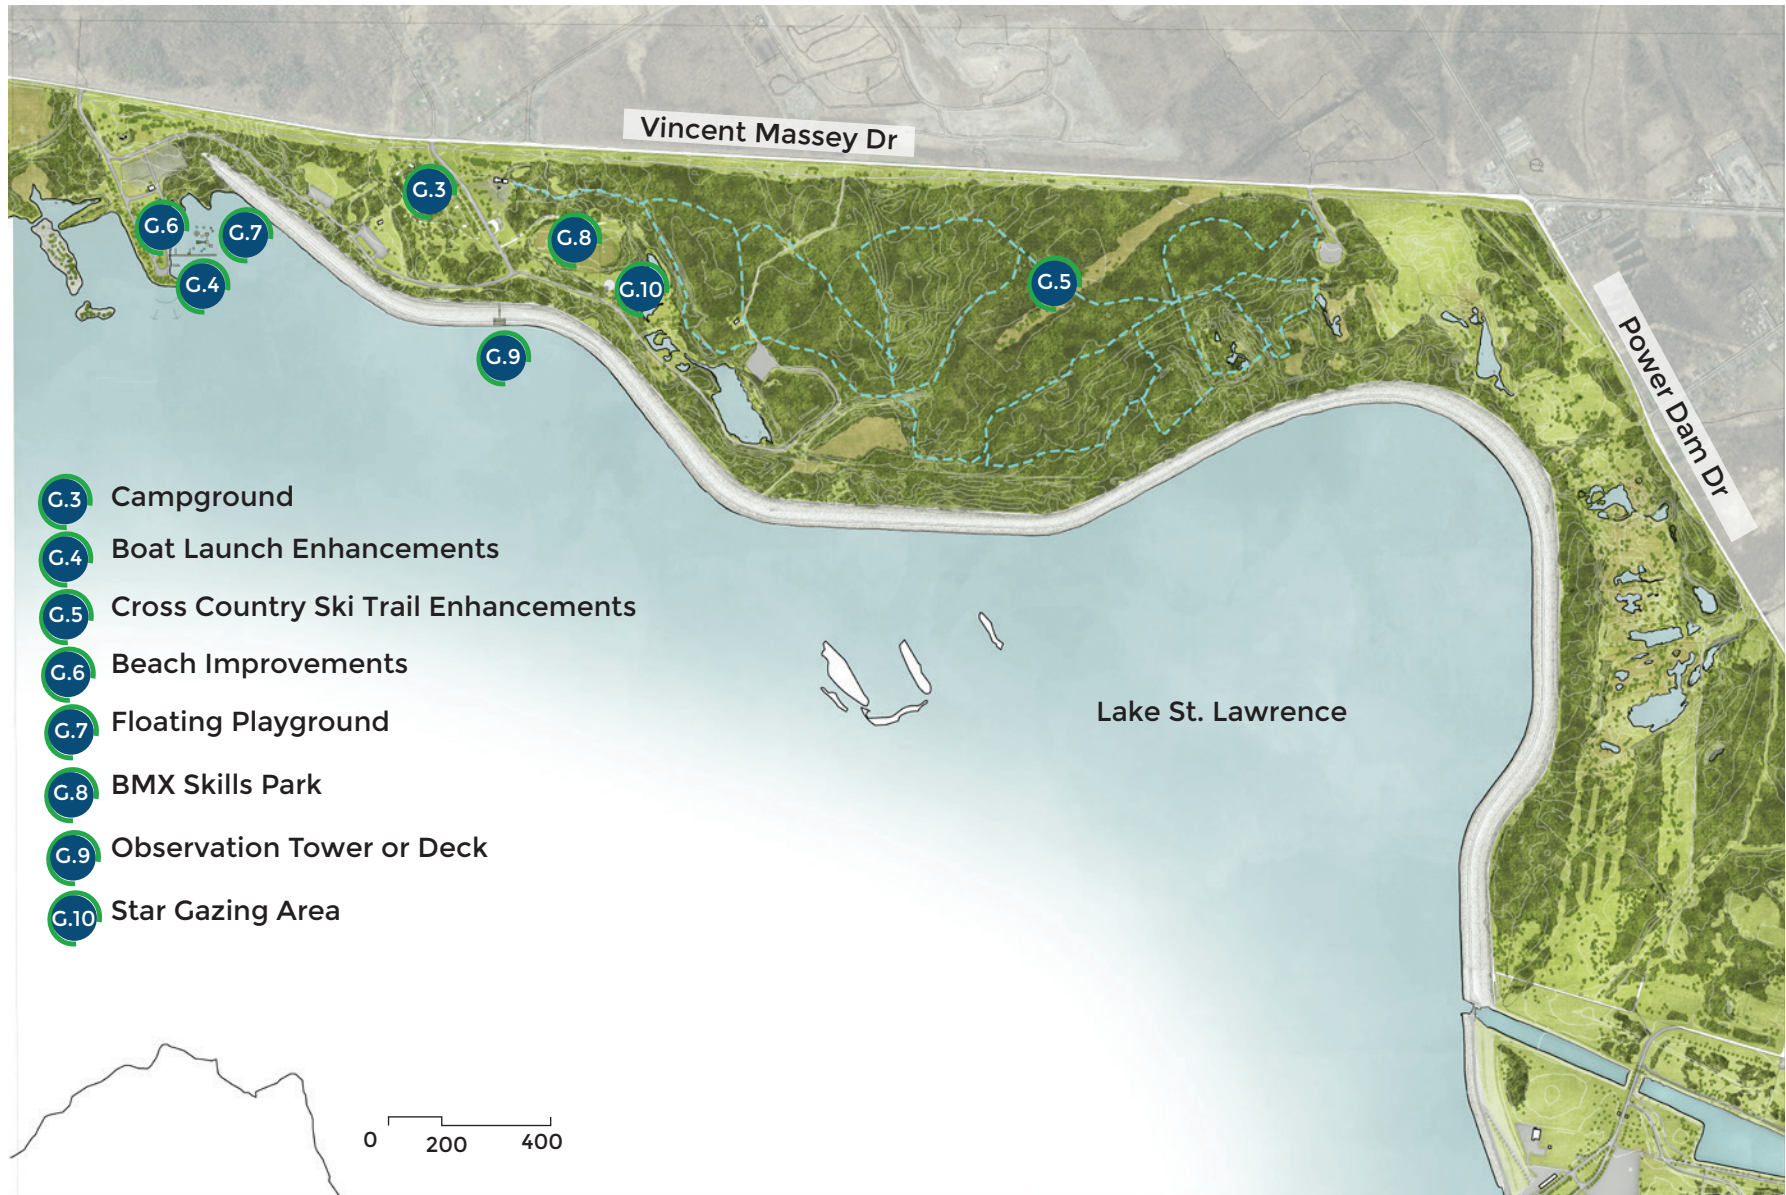 Vincent Massey Dr
G.3
G.6
G.7
G.8
G.4
G.10
G.5
G.9
Power Dam Dr
G.3 Campground
G.4 Boat Launch Enhancements
G.5 Cross Country Ski Trail Enhancements
G.6 Beach Improvements
G.7 Floating Playground
G.8 BMX Skills Park
G.9 Observation Tower or Deck
G.10 Star Gazing Area
Lake St. Lawrence
0 200 400